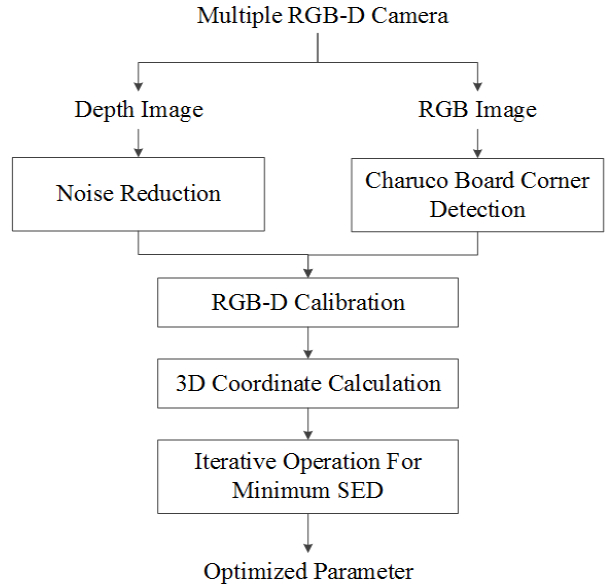 Multiple RGB-D Camera
Depth Image
RGB Image
Noise Reduction
Charuco Board Corner
Detection
RGB-D Calibration
3D Coordinate Calculation
Iterative Operation For
Minimum SED
Optimized Parameter